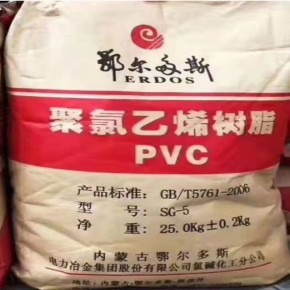 鄂尔多斯
ERDOS
聚氯乙烯树脂
PVC
产品标准: GB/T5761-2006
型 号: SG-5
净 重: 25.0Kg±0.2Kg
内蒙古鄂尔多斯
电力冶金集团股份有限公司氯碱化工分公司